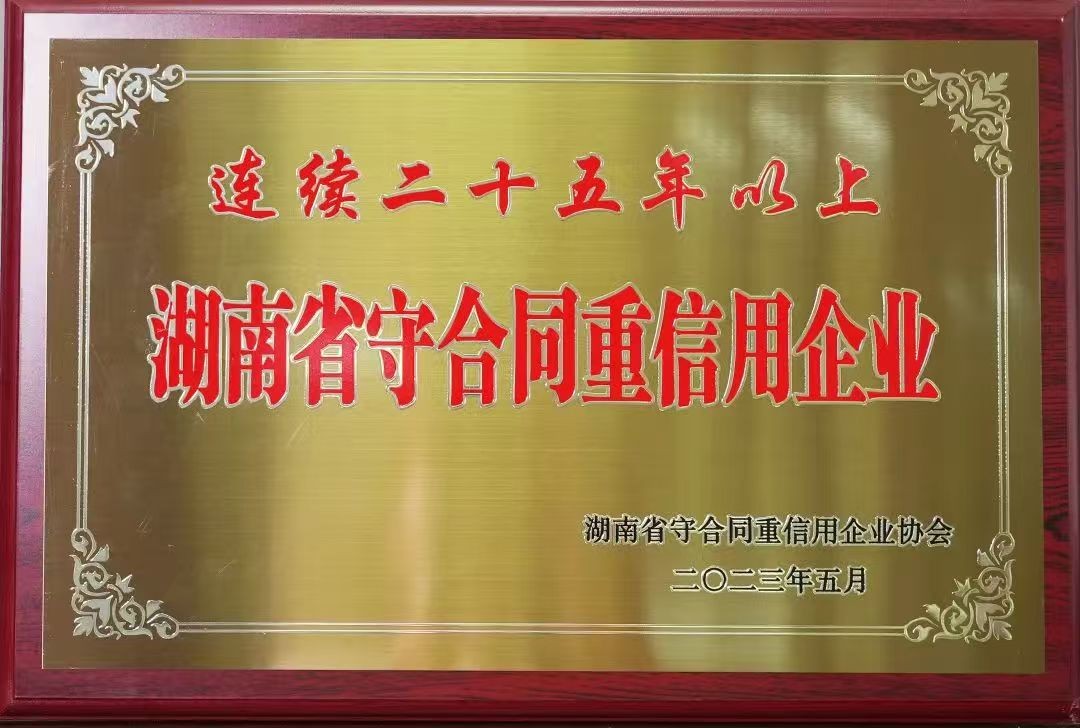 连续二十五年以上
湖南省守合同重信用企业
湖南省守合同重信用企业协会
二〇二三年五月